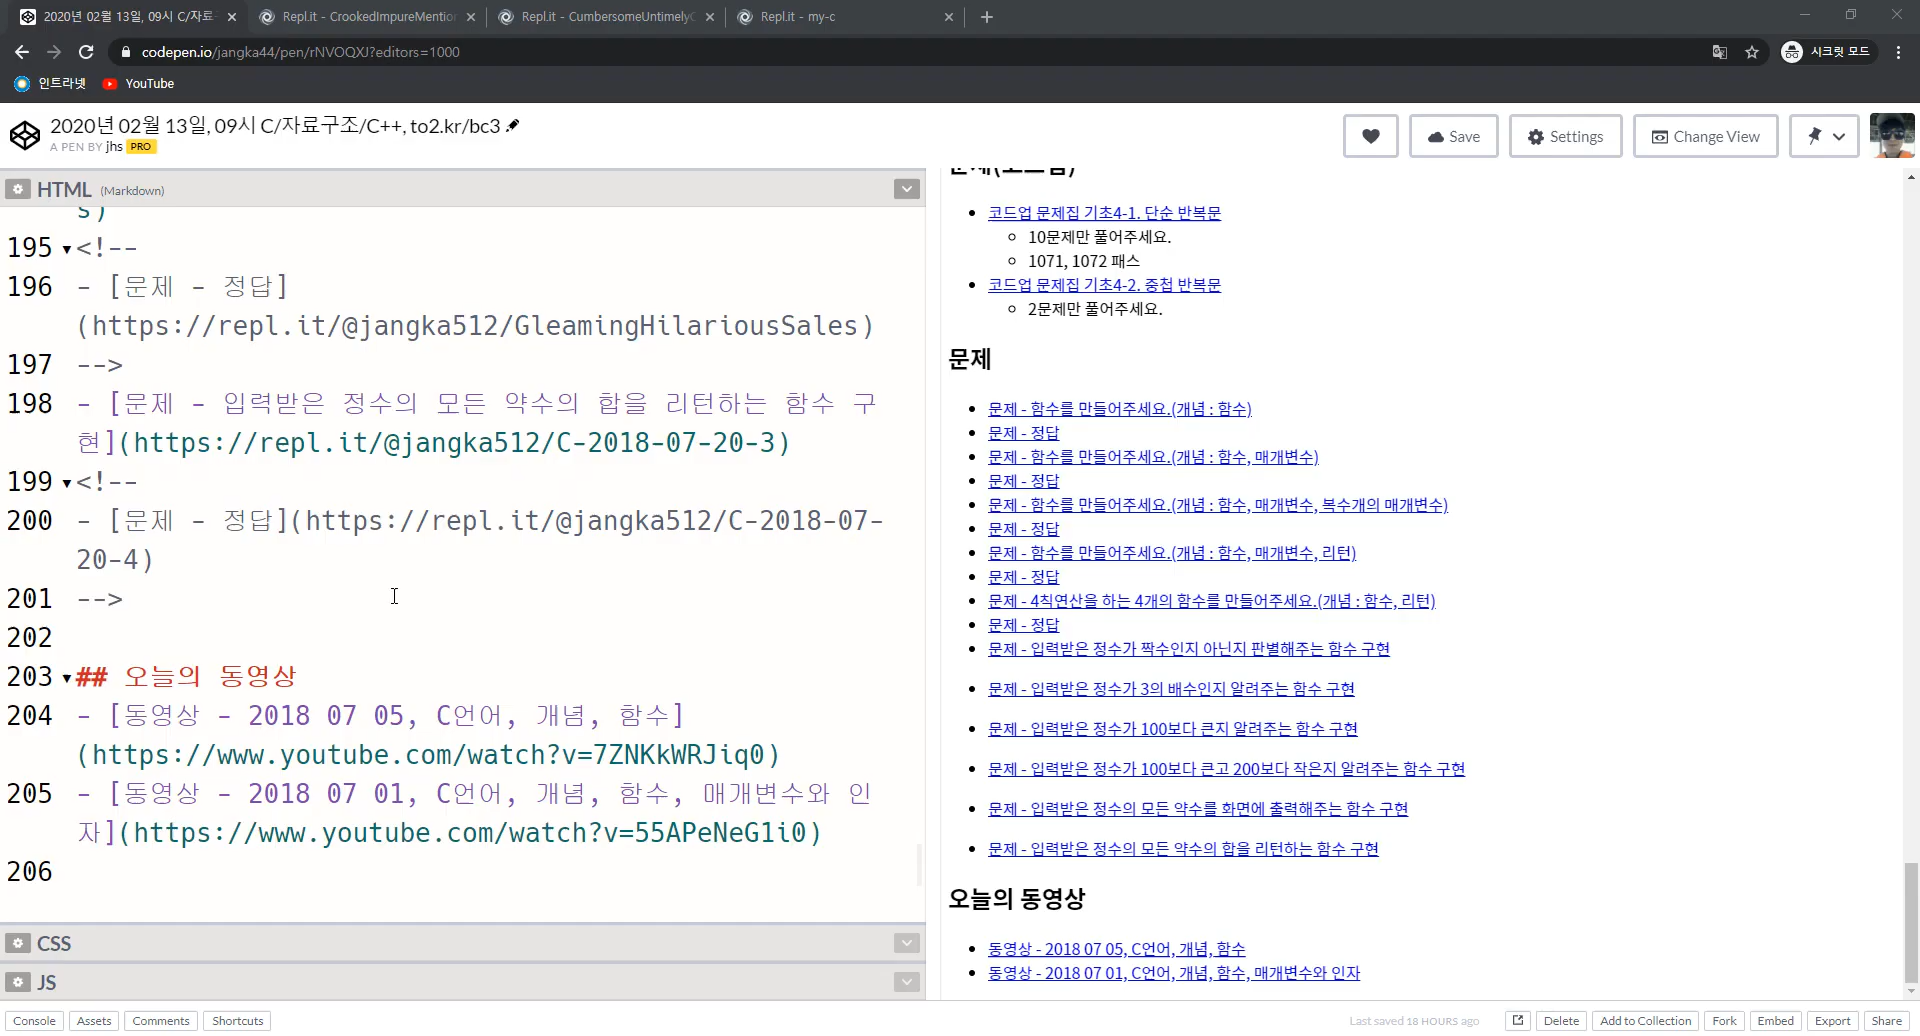 2020년 02월 13일, 09시 C/자료구
Repl.it - CrookedImpureMention
Repl.it - CumbersomeUntimelyC
Repl.it - my-c
codepen.io/jangka44/pen/rNVOQXJ?editors=1000
시크릿 모드
인트라넷
YouTube
2020년 02월 13일, 09시 C/자료구조/C++, to2.kr/bc3
A PEN BY jhs PRO
Save
Settings
Change View
HTML (Markdown)
s)
195 <!--
196 - [문제 - 정답]
(https://repl.it/@jangka512/GleamingHilariousSales)
197 -->
198 - [문제 - 입력받은 정수의 모든 약수의 합을 리턴하는 함수 구
현](https://repl.it/@jangka512/C-2018-07-20-3)
199 <!--
200 - [문제 - 정답](https://repl.it/@jangka512/C-2018-07-
20-4)
201 -->
202
203 ## 오늘의 동영상
204 - [동영상 - 2018 07 05, C언어, 개념, 함수]
(https://www.youtube.com/watch?v=7ZNKkWRJiq0)
205 - [동영상 - 2018 07 01, C언어, 개념, 함수, 매개변수와 인
자](https://www.youtube.com/watch?v=55APeNeG1i0)
206
CSS
JS
코드업 문제집 기초4-1. 단순 반복문
10문제만 풀어주세요.
1071, 1072 패스
코드업 문제집 기초4-2. 중첩 반복문
2문제만 풀어주세요.
문제
문제 - 함수를 만들어주세요.(개념 : 함수)
문제 - 정답
문제 - 함수를 만들어주세요.(개념 : 함수, 매개변수)
문제 - 정답
문제 - 함수를 만들어주세요.(개념 : 함수, 매개변수, 복수개의 매개변수)
문제 - 정답
문제 - 함수를 만들어주세요.(개념 : 함수, 매개변수, 리턴)
문제 - 정답
문제 - 4칙연산을 하는 4개의 함수를 만들어주세요.(개념 : 함수, 리턴)
문제 - 정답
문제 - 입력받은 정수가 짝수인지 아닌지 판별해주는 함수 구현
문제 - 입력받은 정수가 3의 배수인지 알려주는 함수 구현
문제 - 입력받은 정수가 100보다 큰지 알려주는 함수 구현
문제 - 입력받은 정수가 100보다 큰고 200보다 작은지 알려주는 함수 구현
문제 - 입력받은 정수의 모든 약수를 화면에 출력해주는 함수 구현
문제 - 입력받은 정수의 모든 약수의 합을 리턴하는 함수 구현
오늘의 동영상
동영상 - 2018 07 05, C언어, 개념, 함수
동영상 - 2018 07 01, C언어, 개념, 함수, 매개변수와 인자
Console Assets Comments Shortcuts
Last saved 18 HOURS ago
Delete Add to Collection Fork Embed Export Share